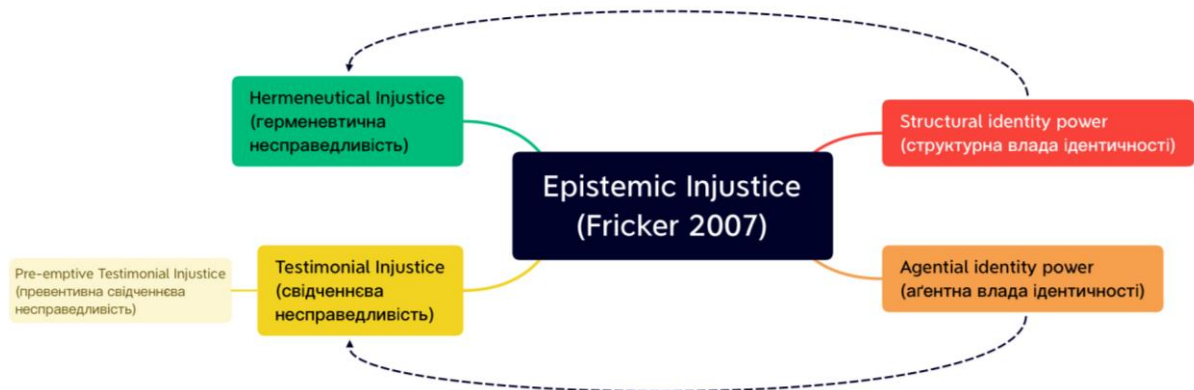 Hermeneutical Injustice
(герменевтична
несправедливість)
Structural identity power
(структурна влада ідентичності)
Epistemic Injustice
(Fricker 2007)
Pre-emptive Testimonial Injustice
(превентивна свідченнєва
несправедливість)
Testimonial Injustice
(свідченнєва
несправедливість)
Agential identity power
(аґентна влада ідентичності)